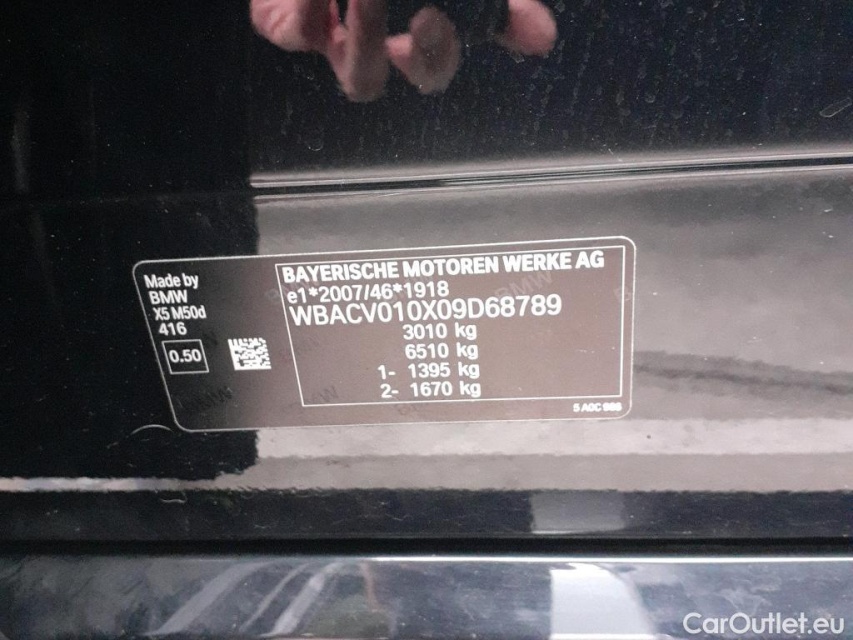 Made by
BMW
X5 M50d
416
0.50
BAYERISCHE MOTOREN WERKE AG
e1*2007/46*1918
WBACV010X09D68789
3010 kg
6510 kg
1- 1395 kg
2- 1670 kg
5 A0C 986
CarOutlet.eu